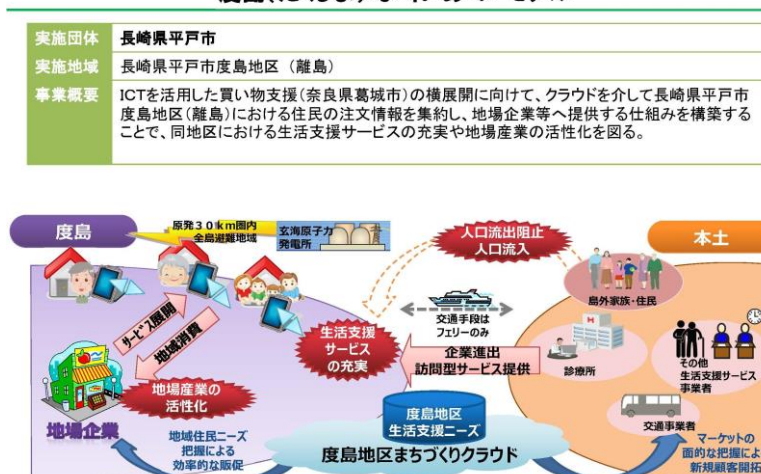 実施団体 長崎県平戸市
実施地域 長崎県平戸市度島地区（離島）
事業概要 ICTを活用した買い物支援(奈良県葛城市)の横展開に向けて、クラウドを介して長崎県平戸市
度島地区(離島)における住民の注文情報を集約し、地場企業等へ提供する仕組みを構築する
ことで、同地区における生活支援サービスの充実や地場産業の活性化を図る。
度島
原発３０ｋｍ圏内
全島避難地域
玄海原子力
発電所
人口流出阻止
人口流入
本土
島外家族・住民
サービス展開
地域消費
生活支援
サービス
の充実
交通手段は
フェリーのみ
企業進出
訪問型サービス提供
診療所
その他
生活支援サービス
事業者
地場産業の
活性化
地場企業
交通事業者
度島地区
生活支援ニーズ
地域住民ニーズ
把握による
効率的な販促
度島地区まちづくりクラウド
マーケットの
面的な把握によ
新規顧客開拓